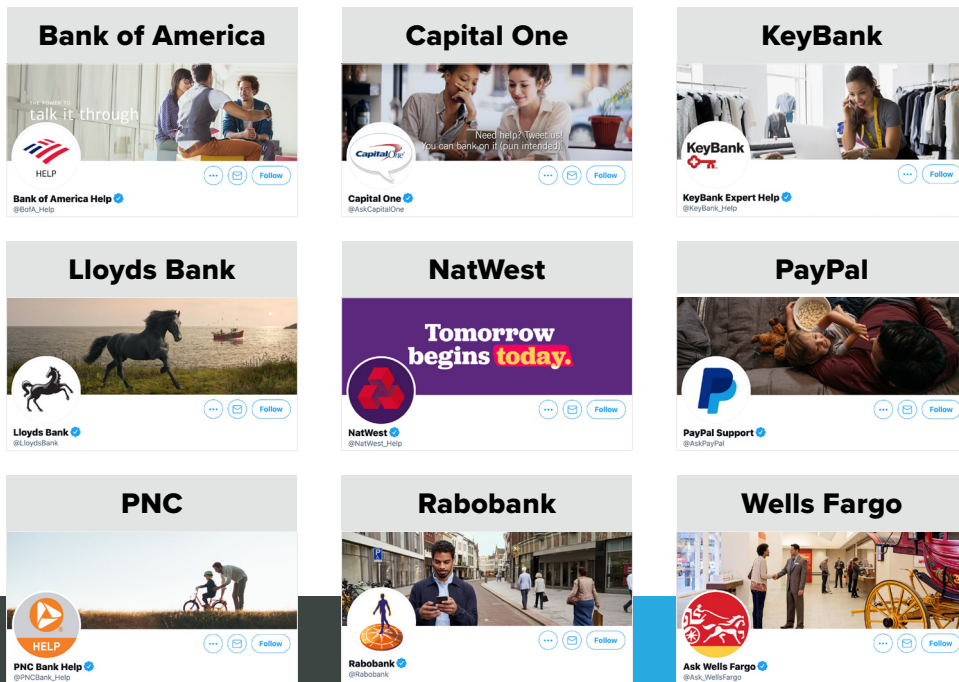 Bank of America
THE POWER TO
talk it through
HELP
Follow
Bank of America Help
@BofA_Help
Capital One
Need help? Tweet us!
You can bank on it (pun intended)
Capital One
Follow
Capital One
@AskCapitalOne
KeyBank
KeyBank
Follow
KeyBank Expert Help
@KeyBank_Help
Lloyds Bank
Follow
Lloyds Bank
@LloydsBank
NatWest
Tomorrow
begins today.
Follow
NatWest
@NatWest_Help
PayPal
Follow
PayPal Support
@AskPayPal
PNC
HELP
Follow
PNC Bank Help
@PNCBank_Help
Rabobank
P
Follow
Rabobank
@Rabobank
Wells Fargo
Follow
Ask Wells Fargo
@Ask_WellsFargo